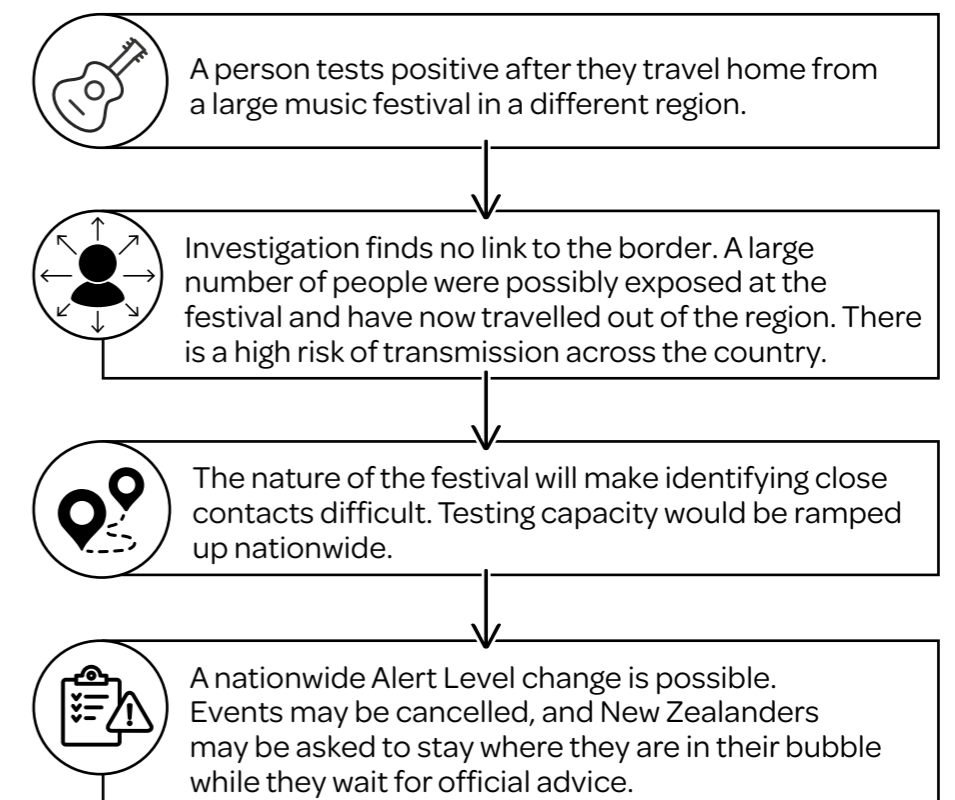 A person tests positive after they travel home from
a large music festival in a different region.
Investigation finds no link to the border. A large
number of people were possibly exposed at the
festival and have now travelled out of the region. There
is a high risk of transmission across the country.
The nature of the festival will make identifying close
contacts difficult. Testing capacity would be ramped
up nationwide.
A nationwide Alert Level change is possible.
Events may be cancelled, and New Zealanders
may be asked to stay where they are in their bubble
while they wait for official advice.